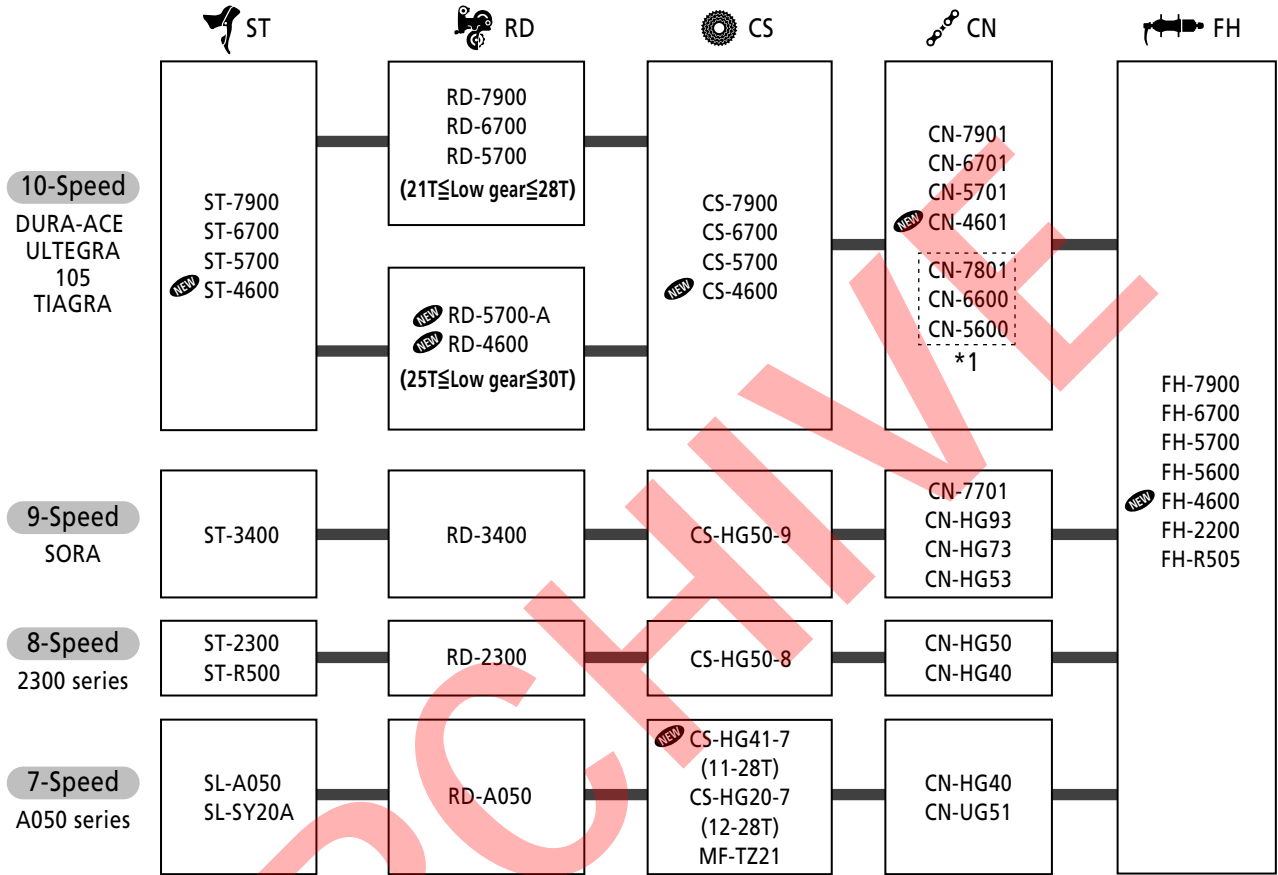 ST
RD
CS
CN
FH
10-Speed
DURA-ACE
ULTEGRA
105
TIAGRA
ST-7900
ST-6700
ST-5700
NEW ST-4600
RD-7900
RD-6700
RD-5700
(21T≦Low gear≦28T)
NEW RD-5700-A
NEW RD-4600
(25T≦Low gear≦30T)
CS-7900
CS-6700
CS-5700
NEW CS-4600
CN-7901
CN-6701
CN-5701
NEW CN-4601
CN-7801
CN-6600
CN-5600
*1
FH-7900
FH-6700
FH-5700
FH-5600
NEW FH-4600
FH-2200
FH-R505
9-Speed
SORA
ST-3400
RD-3400
CS-HG50-9
CN-7701
CN-HG93
CN-HG73
CN-HG53
8-Speed
2300 series
ST-2300
ST-R500
RD-2300
CS-HG50-8
CN-HG50
CN-HG40
7-Speed
A050 series
SL-A050
SL-SY20A
RD-A050
NEW CS-HG41-7
(11-28T)
CS-HG20-7
(12-28T)
MF-TZ21
CN-HG40
CN-UG51
RCHIVE